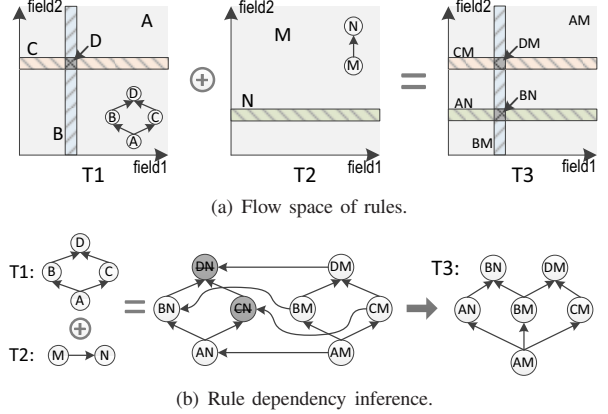 field2
A
C
D
B
D
B
C
A
field1
T1
field2
M
N
M
N
field1
T2
field2
AM
CM
DM
AN
BN
BM
field1
T3
(a) Flow space of rules.
T1:
D
B
C
A
T2:
M
N
DN
DM
BN
CN
BM
CM
AN
AM
T3:
BN
DM
AN
BM
CM
AM
(b) Rule dependency inference.